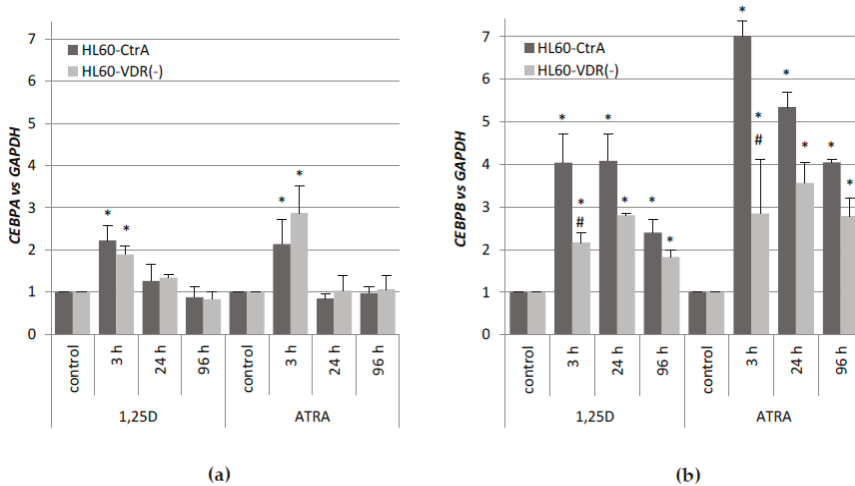 7
6
5
4
3
2
1
0
CEBPA vs GAPDH
HL60-CtrA
HL60-VDR(-)
* * * *
control
3 h
24 h
96 h
control
3 h
24 h
96 h
1,25D
ATRA
(a)
7
6
5
4
3
2
1
0
CEBPB vs GAPDH
HL60-CtrA
HL60-VDR(-)
* * # * * * * * * # * * * *
control
3 h
24 h
96 h
control
3 h
24 h
96 h
1,25D
ATRA
(b)